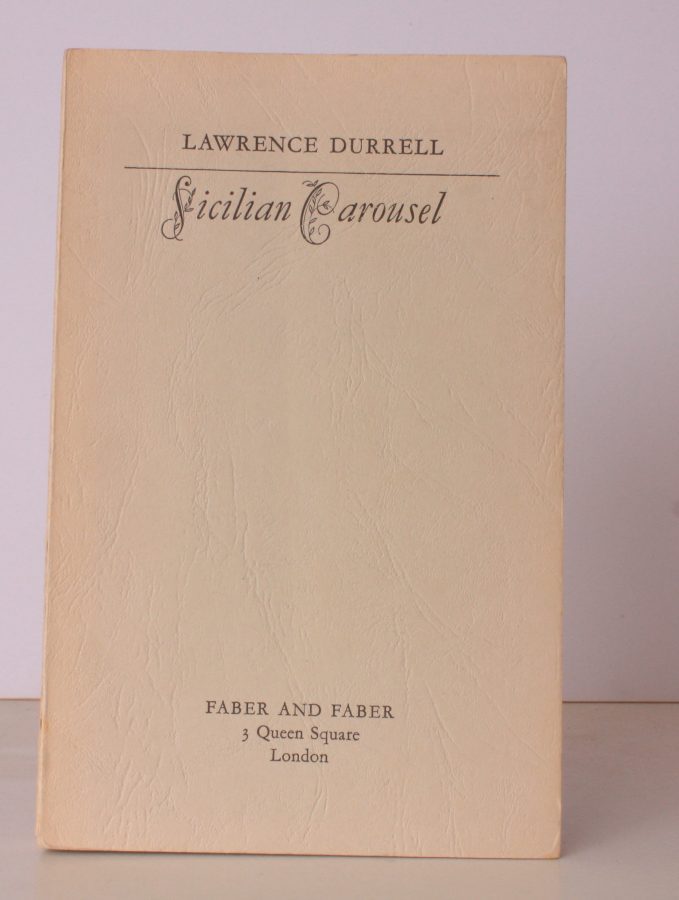 LAWRENCE DURRELL
Sicilian Carousel
FABER AND FABER
3 Queen Square
London